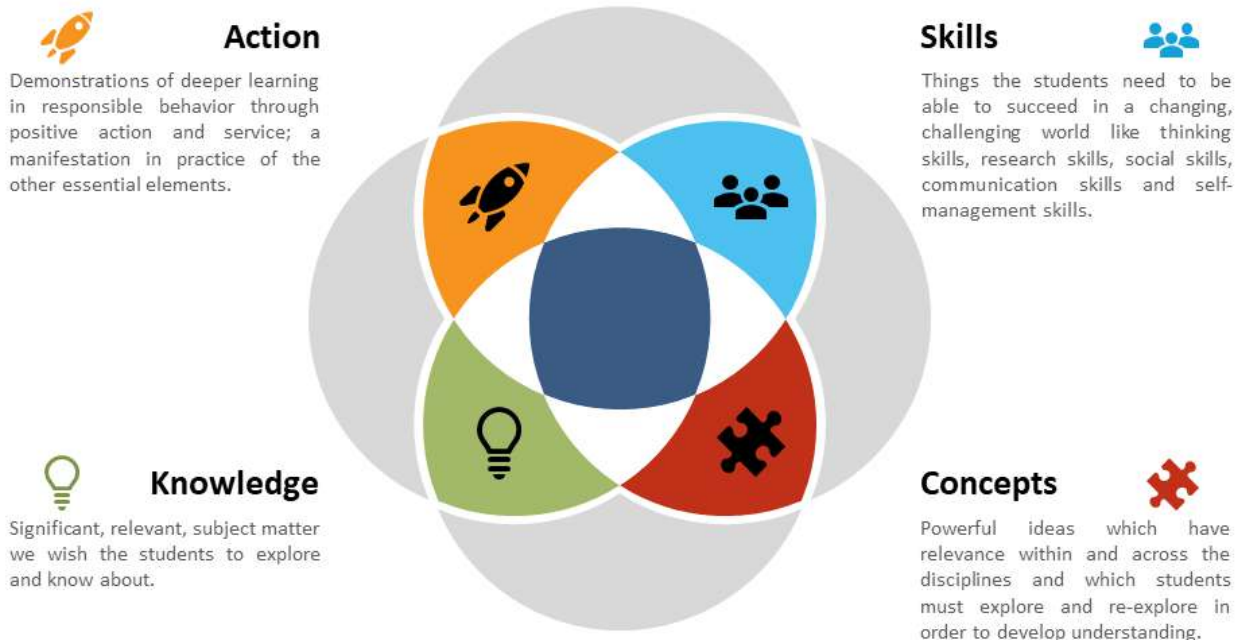 Action
Demonstrations of deeper learning
in responsible behavior through
positive action and service; a
manifestation in practice of the
other essential elements.
Skills
Things the students need to be
able to succeed in a changing,
challenging world like thinking
skills, research skills, social skills,
communication skills and self-
management skills.
Knowledge
Significant, relevant, subject matter
we wish the students to explore
and know about.
Concepts
Powerful ideas which have
relevance within and across the
disciplines and which students
must explore and re-explore in
order to develop understanding.